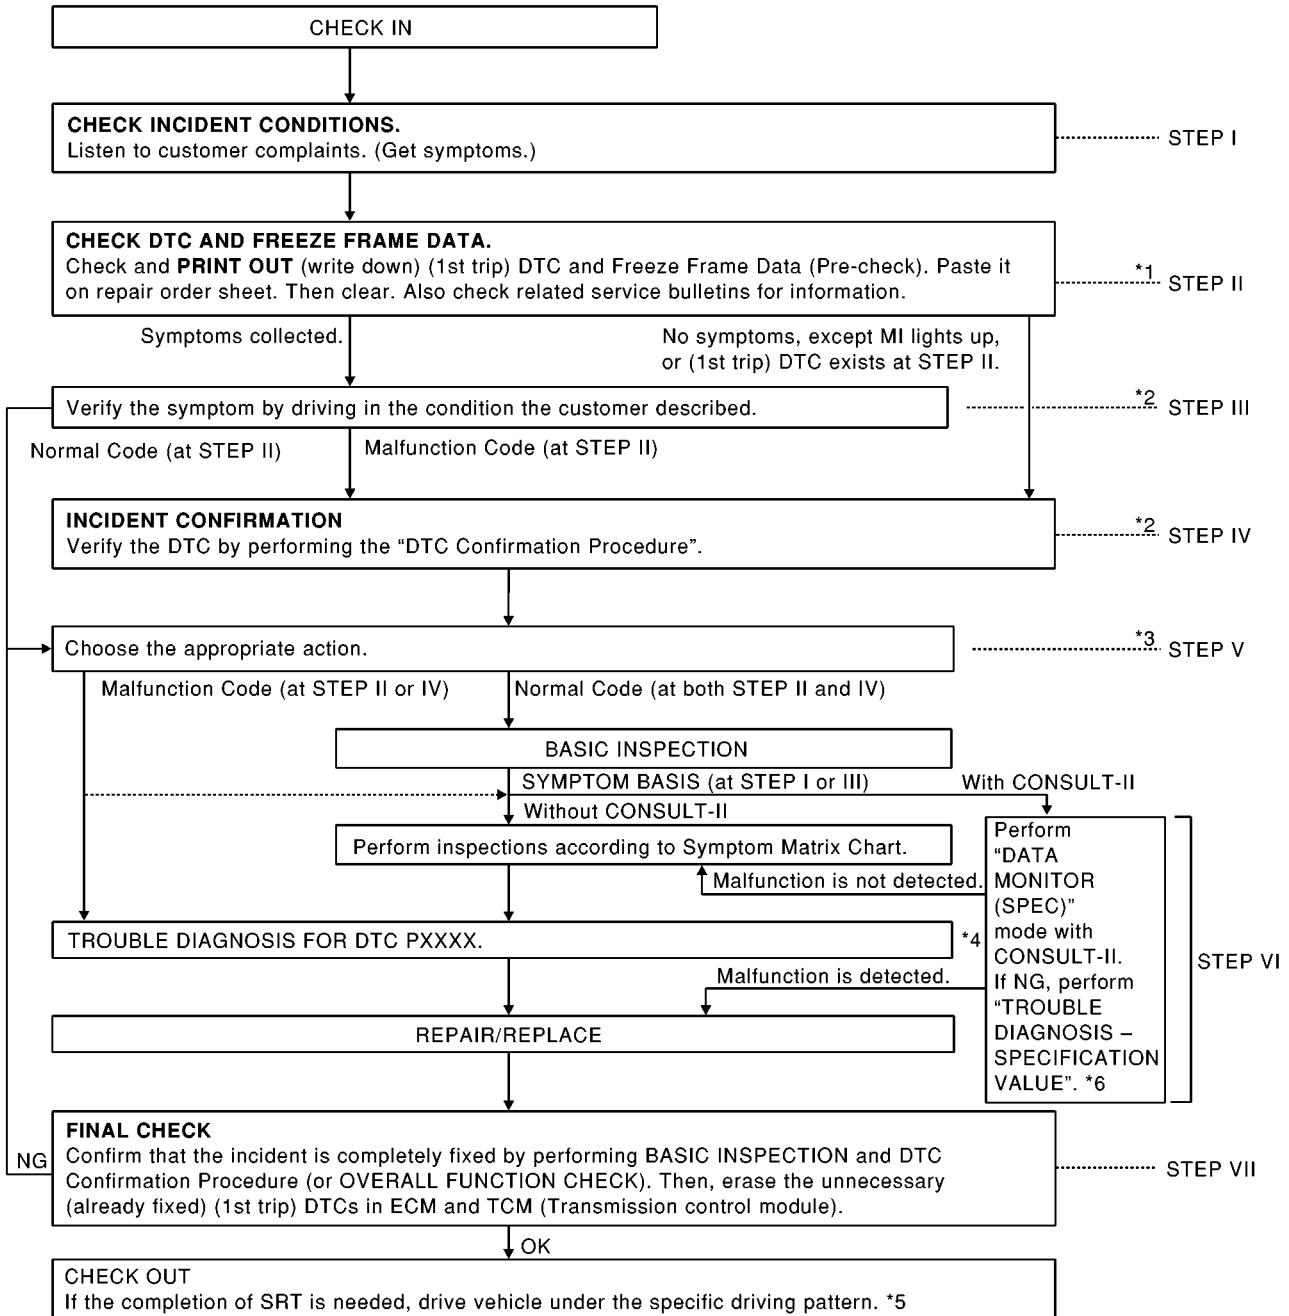 CHECK IN
CHECK INCIDENT CONDITIONS.
Listen to customer complaints. (Get symptoms.)
STEP I
CHECK DTC AND FREEZE FRAME DATA.
Check and PRINT OUT (write down) (1st trip) DTC and Freeze Frame Data (Pre-check). Paste it
on repair order sheet. Then clear. Also check related service bulletins for information.
*1 STEP II
Symptoms collected.
No symptoms, except MI lights up,
or (1st trip) DTC exists at STEP II.
Verify the symptom by driving in the condition the customer described.
*2 STEP III
Normal Code (at STEP II)
Malfunction Code (at STEP II)
INCIDENT CONFIRMATION
Verify the DTC by performing the “DTC Confirmation Procedure”.
*2 STEP IV
Choose the appropriate action.
*3 STEP V
Malfunction Code (at STEP II or IV)
Normal Code (at both STEP II and IV)
BASIC INSPECTION
SYMPTOM BASIS (at STEP I or III)
With CONSULT-II
Without CONSULT-II
Perform inspections according to Symptom Matrix Chart.
Malfunction is not detected.
TROUBLE DIAGNOSIS FOR DTC PXXXX.
*4
Malfunction is detected.
REPAIR/REPLACE
Perform
“DATA
MONITOR
(SPEC)”
mode with
CONSULT-II.
If NG, perform
“TROUBLE
DIAGNOSIS –
SPECIFICATION
VALUE”. *6
STEP VI
FINAL CHECK
Confirm that the incident is completely fixed by performing BASIC INSPECTION and DTC
Confirmation Procedure (or OVERALL FUNCTION CHECK). Then, erase the unnecessary
(already fixed) (1st trip) DTCs in ECM and TCM (Transmission control module).
NG
STEP VII
OK
CHECK OUT
If the completion of SRT is needed, drive vehicle under the specific driving pattern. *5